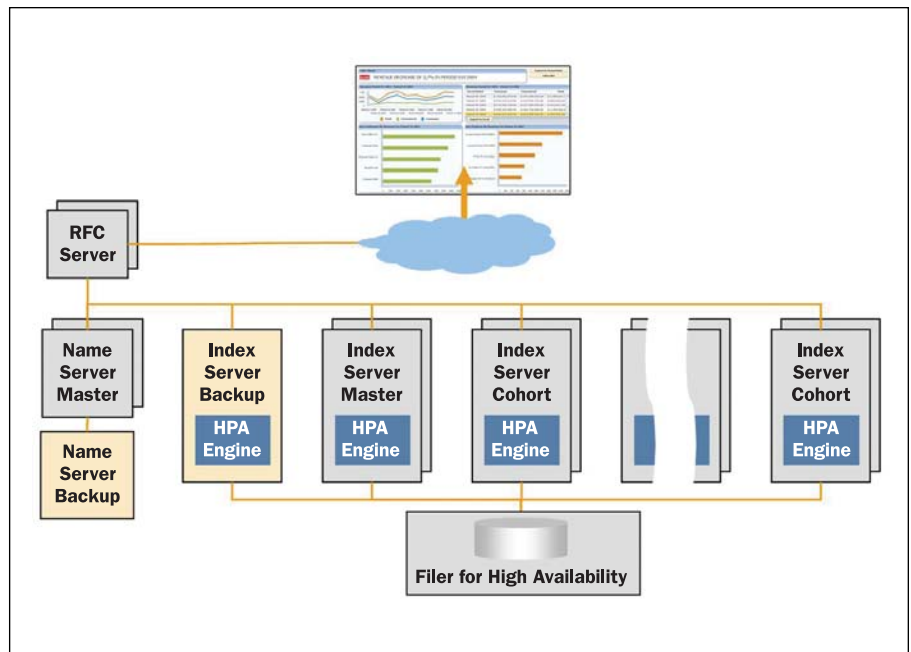 RFC
Server
Name
Server
Master
Name
Server
Backup
Index
Server
Backup
HPA
Engine
Index
Server
Master
HPA
Engine
Index
Server
Cohort
HPA
Engine
Index
Server
Cohort
HPA
Engine
Filer for High Availability